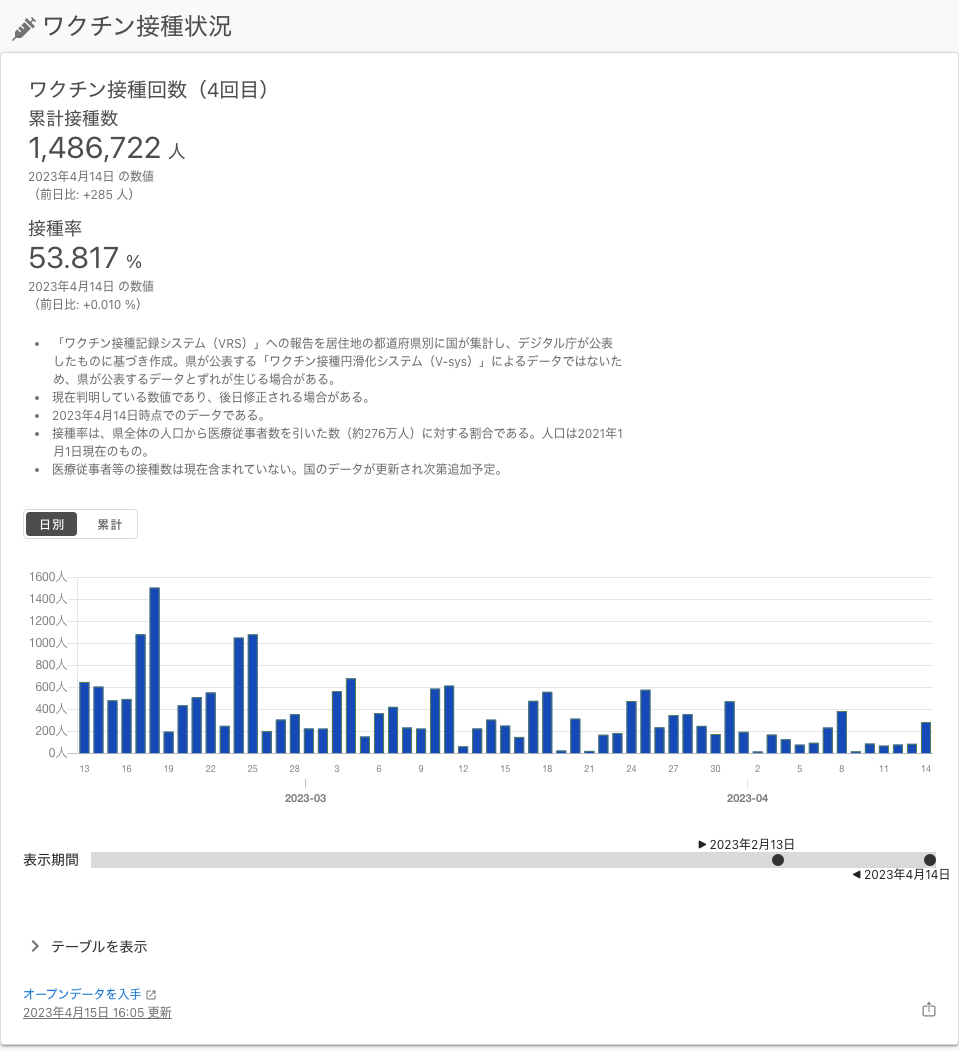 ワクチン接種状況
ワクチン接種回数（4回目）
累計接種数
1,486,722 人
2023年4月14日 の数値
（前日比: +285 人）
接種率
53.817 %
2023年4月14日 の数値
（前日比: +0.010 %）
• 「ワクチン接種記録システム（VRS）」への報告を居住地の都道府県別に国が集計し、デジタル庁が公表
したものに基づき作成。県が公表する「ワクチン接種円滑化システム（V-sys）」によるデータではないた
め、県が公表するデータとずれが生じる場合がある。
• 現在判明している数値であり、後日修正される場合がある。
• 2023年4月14日時点でのデータである。
• 接種率は、県全体の人口から医療従事者数を引いた数（約276万人）に対する割合である。人口は2021年1
月1日現在のもの。
• 医療従事者等の接種数は現在含まれていない。国のデータが更新され次第追加予定。
日別 累計
1600人
1400人
1200人
1000人
800人
600人
400人
200人
0人
13 16 19 22 25 28 3 6 9 12 15 18 21 24 27 30 2 5 8 11 14
2023-03 2023-04
▶ 2023年2月13日
表示期間
◀ 2023年4月14日
テーブルを表示
オープンデータを入手
2023年4月15日 16:05 更新